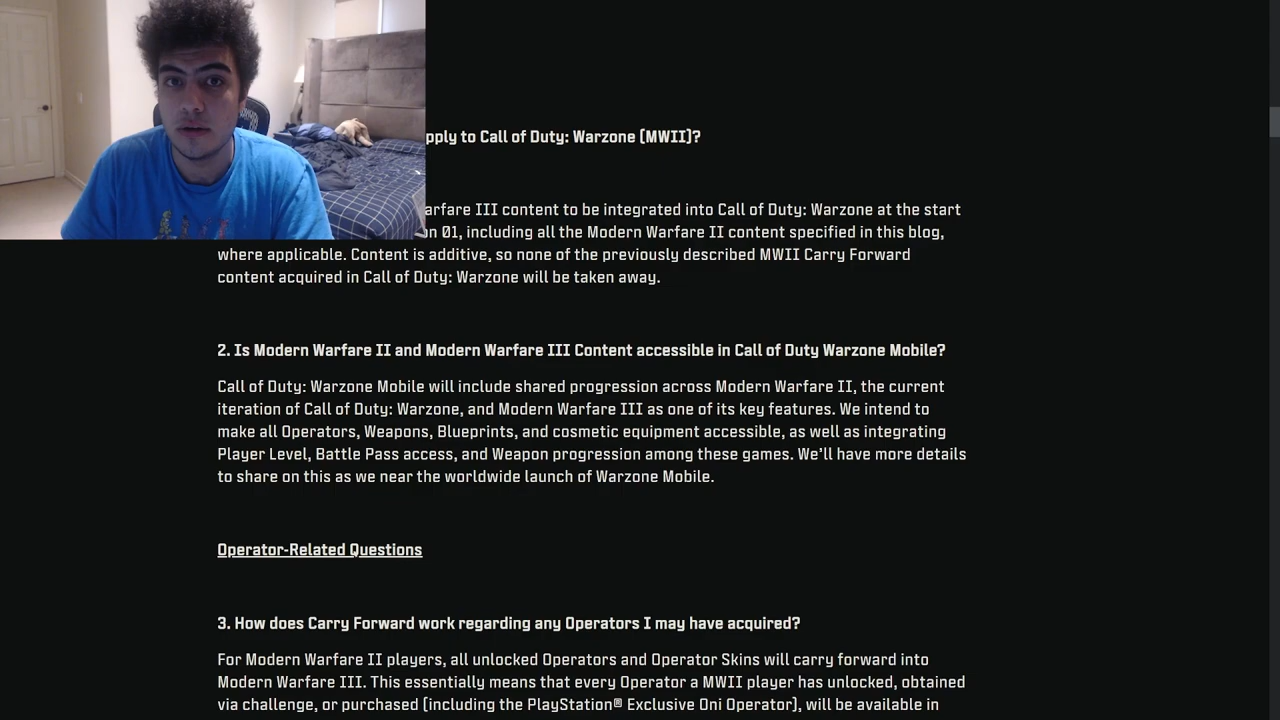 pply to Call of Duty: Warzone (MWII)?
arfare III content to be integrated into Call of Duty: Warzone at the start
n 01, including all the Modern Warfare II content specified in this blog,
where applicable. Content is additive, so none of the previously described MWII Carry Forward
content acquired in Call of Duty: Warzone will be taken away.
2. Is Modern Warfare II and Modern Warfare III Content accessible in Call of Duty Warzone Mobile?
Call of Duty: Warzone Mobile will include shared progression across Modern Warfare II, the current
iteration of Call of Duty: Warzone, and Modern Warfare III as one of its key features. We intend to
make all Operators, Weapons, Blueprints, and cosmetic equipment accessible, as well as integrating
Player Level, Battle Pass access, and Weapon progression among these games. We'll have more details
to share on this as we near the worldwide launch of Warzone Mobile.
Operator-Related Questions
3. How does Carry Forward work regarding any Operators I may have acquired?
For Modern Warfare II players, all unlocked Operators and Operator Skins will carry forward into
Modern Warfare III. This essentially means that every Operator a MWII player has unlocked, obtained
via challenge, or purchased (including the PlayStation® Exclusive Oni Operator), will be available in